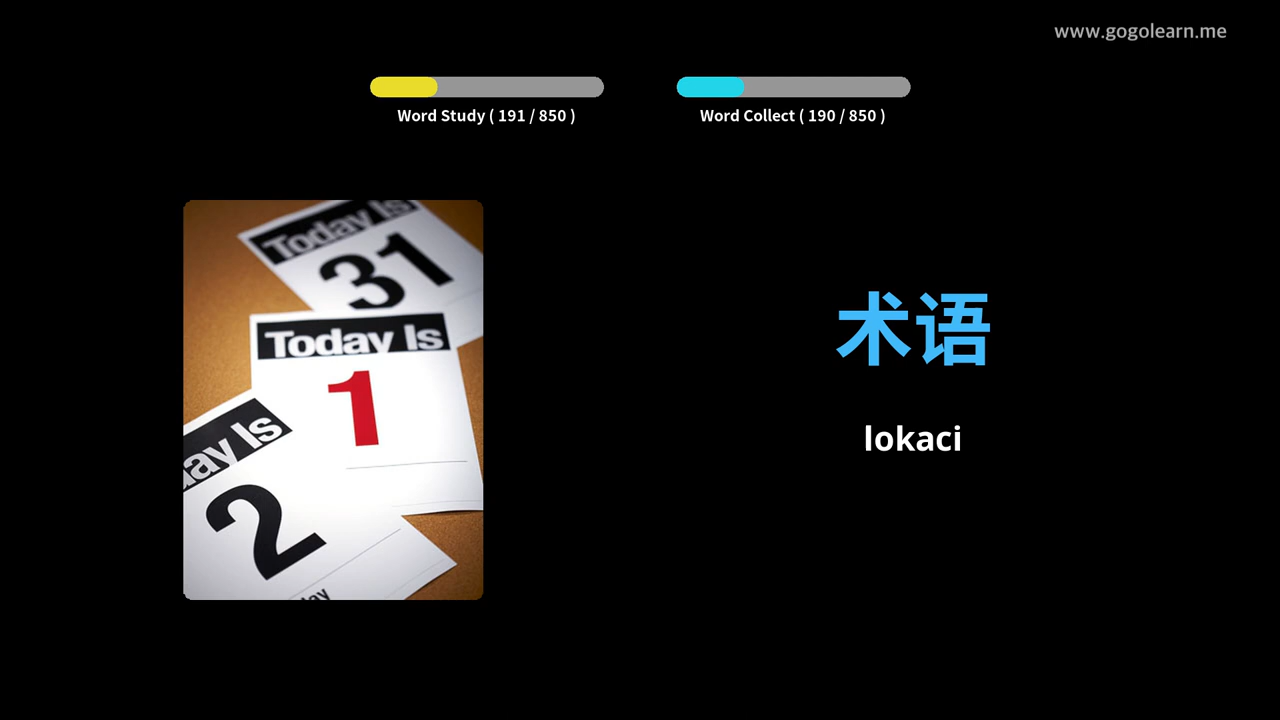 www.gogolearn.me
Word Study ( 191 / 850 )
Word Collect ( 190 / 850 )
Today Is
31
Today Is
1
术语
lokaci
ay Is
2
ay